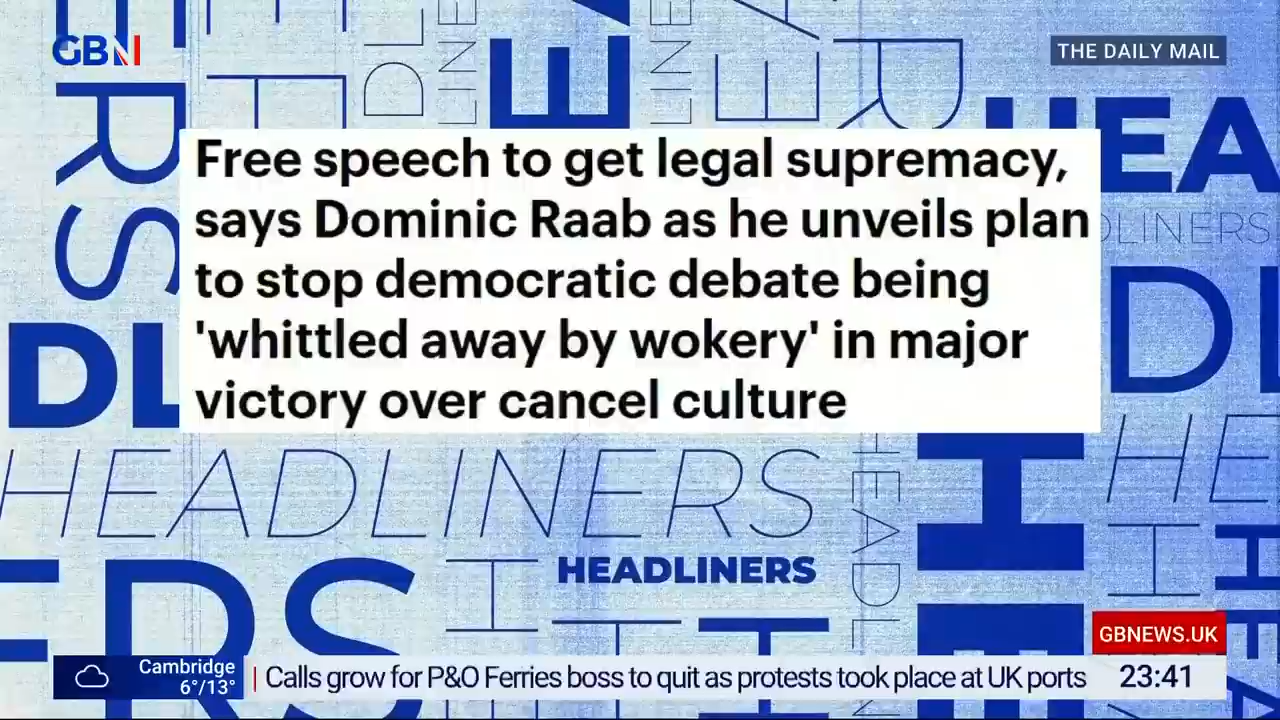 GBN
THE DAILY MAIL
Free speech to get legal supremacy,
says Dominic Raab as he unveils plan
to stop democratic debate being
'whittled away by wokery' in major
victory over cancel culture
HEADLINERS
HEADLINERS
GBNEWS.UK
Cambridge
6°/13°
Calls grow for P&O Ferries boss to quit as protests took place at UK ports
23:41